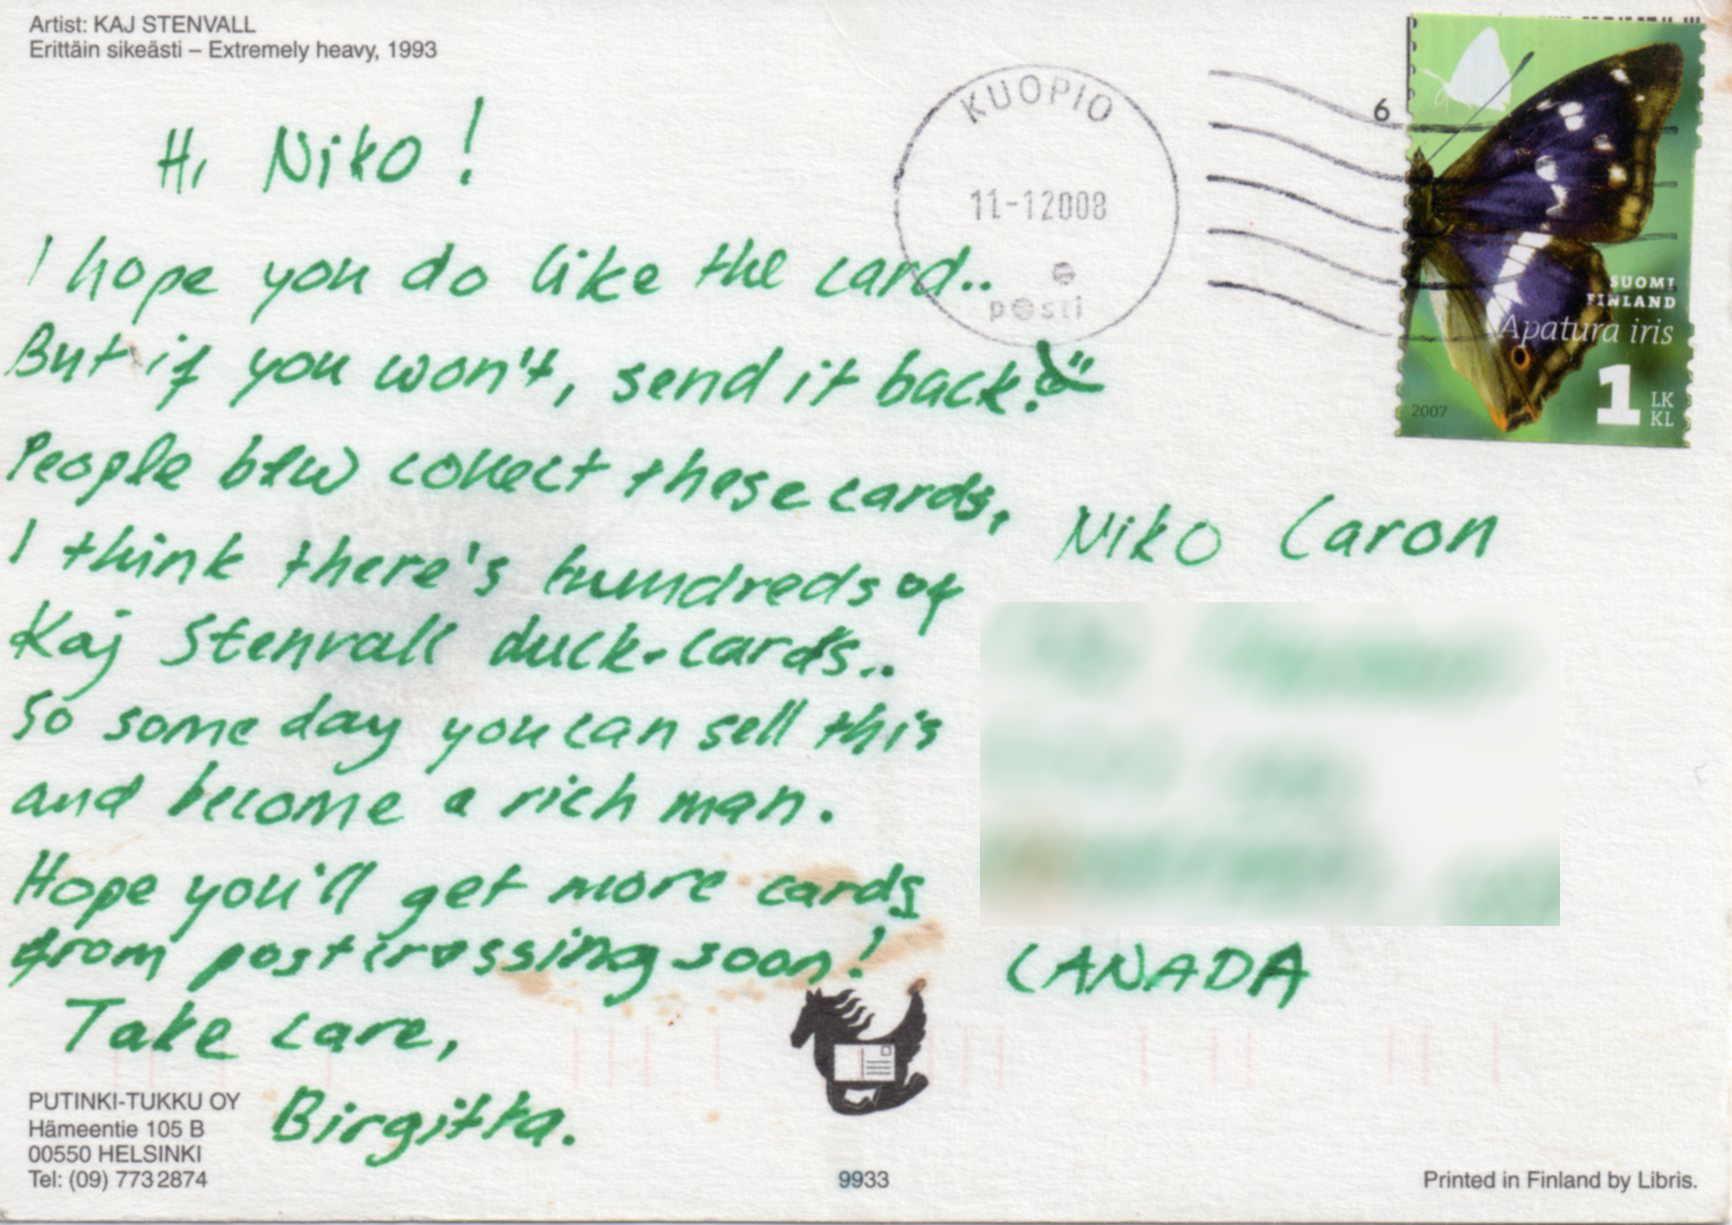 Artist: KAJ STENVALL
Erittäin sikeästi – Extremely heavy, 1993
Hi Niko!
I hope you do like the card..
But if you won't, send it back!
People btw collect these cards,
I think there's hundreds of
Kaj Stenvall duck-cards..
So some day you can sell this
and become a rich man.
Hope you'll get more cards
from postcrossing soon!
Take care,
Birgitta.
PUTINKI-TUKKU OY
Hämeentie 105 B
00550 HELSINKI
Tel: (09) 773 2874
9933
KUOPIO
11-12008
posti
6
SUOMI
FINLAND
Apatura iris
1 LK
KL
2007
Niko Caron
CANADA
Printed in Finland by Libris.